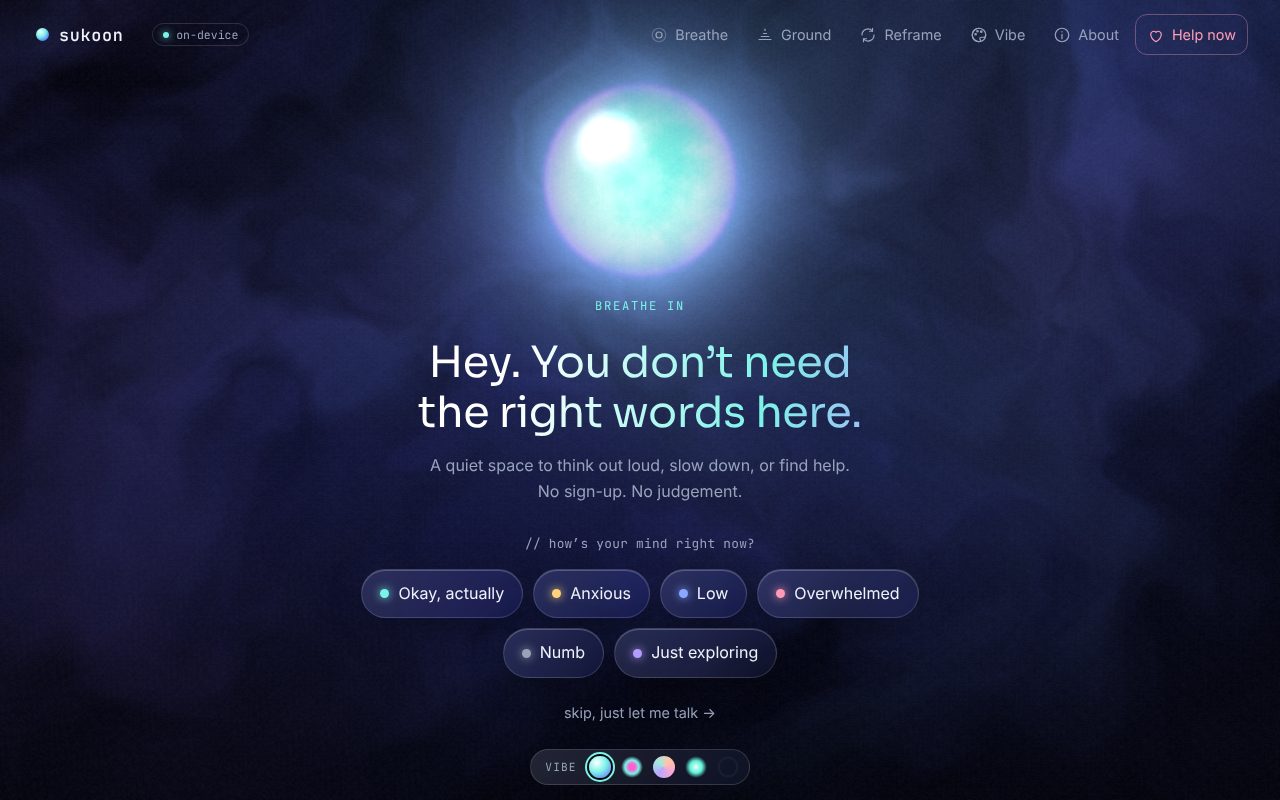 sukoon
on-device
Breathe
Ground
Reframe
Vibe
About
Help now
BREATHE IN
Hey. You don’t need
the right words here.
A quiet space to think out loud, slow down, or find help.
No sign-up. No judgement.
// how’s your mind right now?
Okay, actually
Anxious
Low
Overwhelmed
Numb
Just exploring
skip, just let me talk →
VIBE